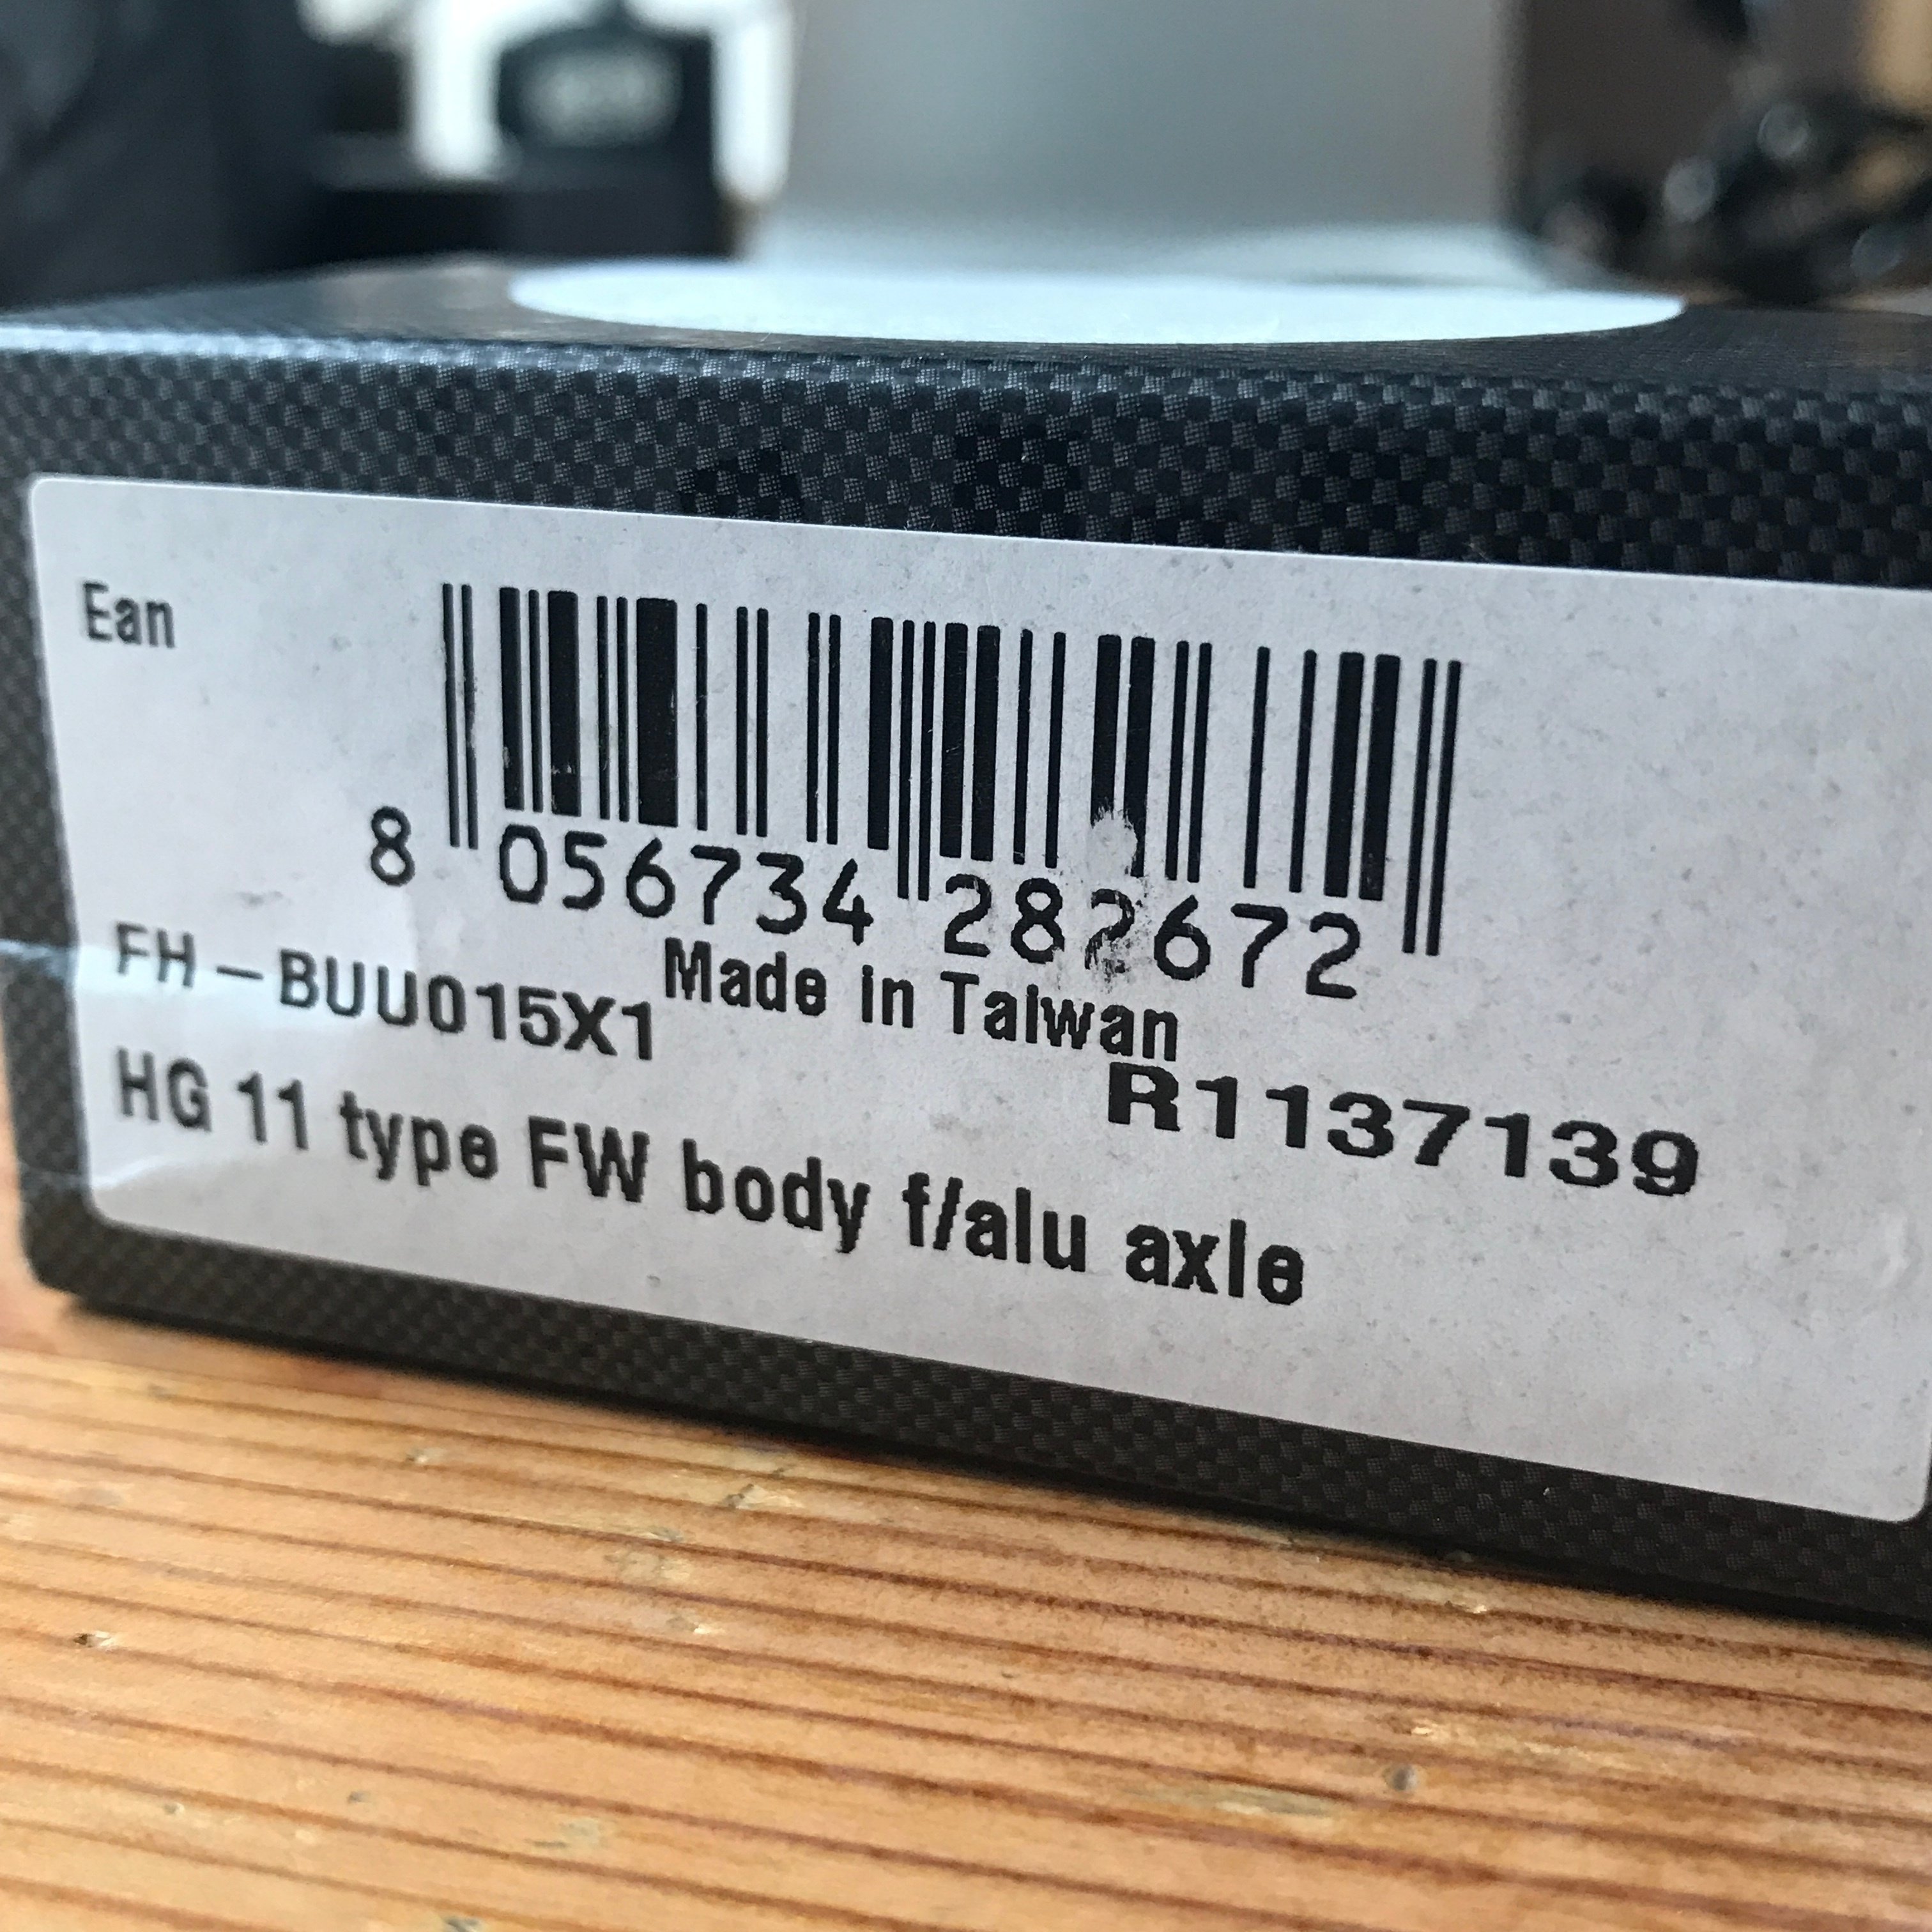 Ean
8 056734 282672
FH-BUU015X1
Made in Taiwan
R1137139
HG 11 type FW body f/alu axle